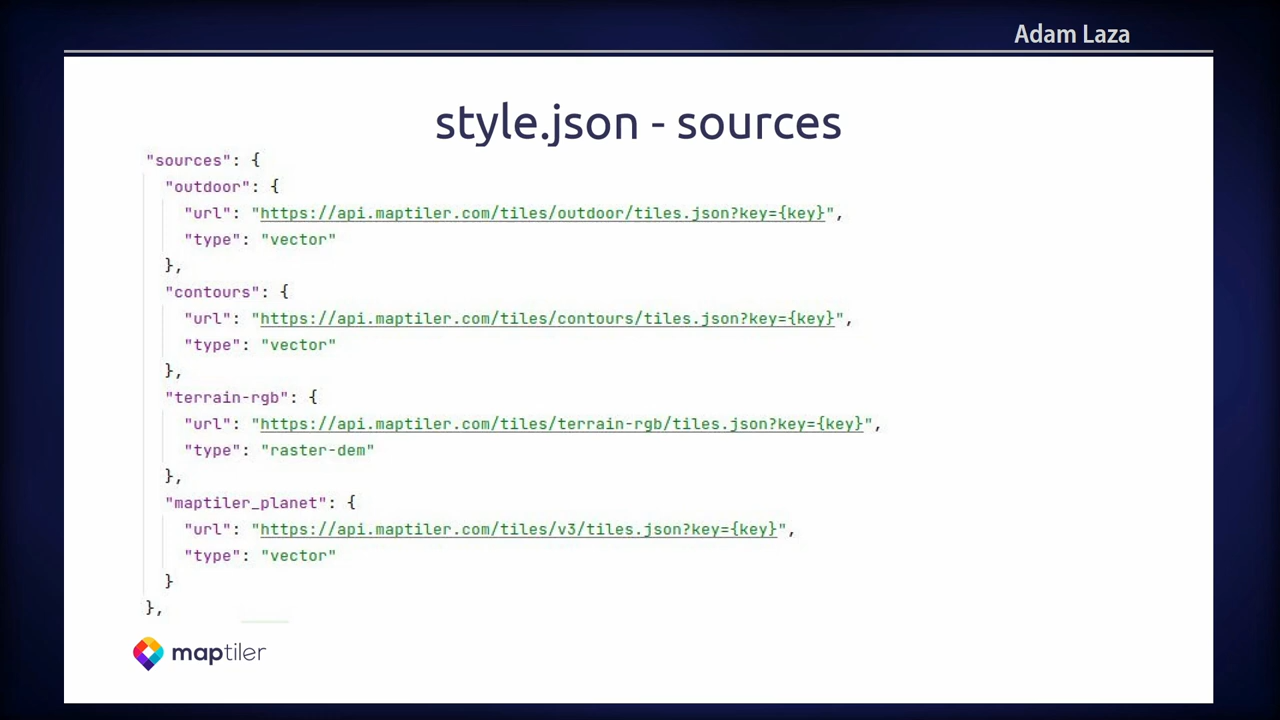 Adam Laza
style.json - sources
"sources": {
"outdoor": {
"url": "https://api.maptiler.com/tiles/outdoor/tiles.json?key={key}",
"type": "vector"
},
"contours": {
"url": "https://api.maptiler.com/tiles/contours/tiles.json?key={key}",
"type": "vector"
},
"terrain-rgb": {
"url": "https://api.maptiler.com/tiles/terrain-rgb/tiles.json?key={key}",
"type": "raster-dem"
},
"maptiler_planet": {
"url": "https://api.maptiler.com/tiles/v3/tiles.json?key={key}",
"type": "vector"
}
},
maptiler